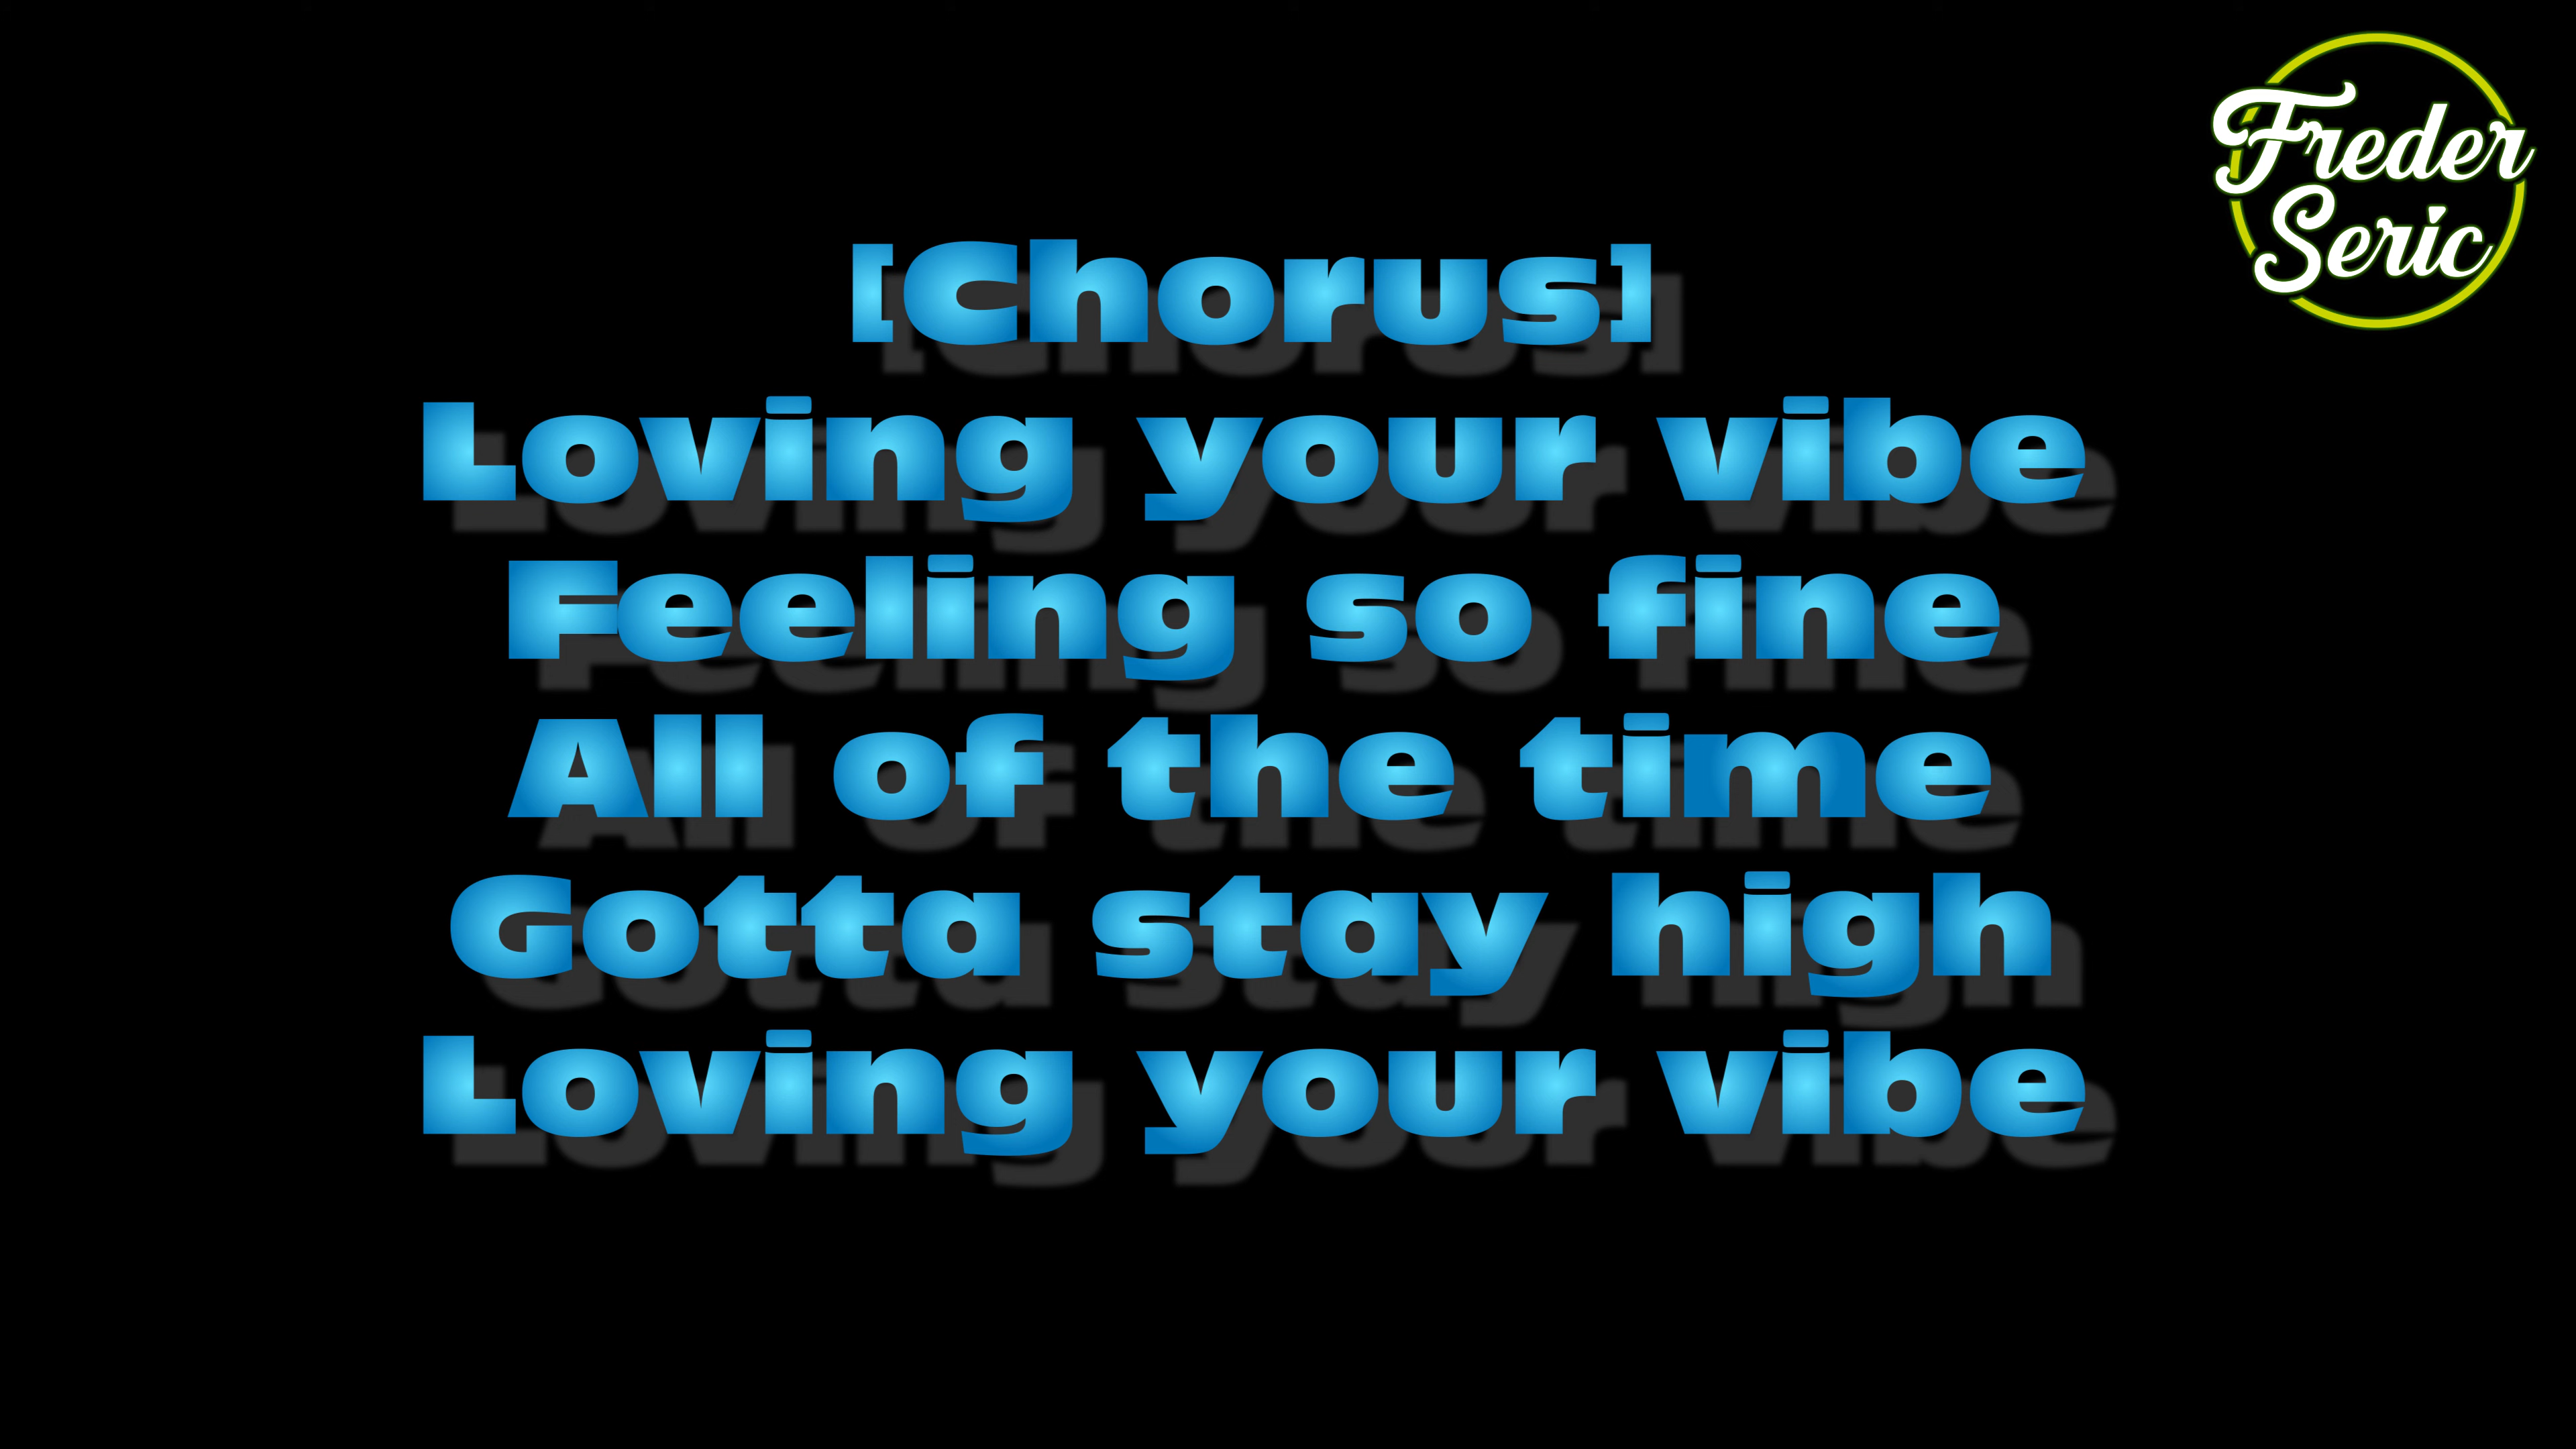 Freder
Seric
[Chorus]
Loving your vibe
Feeling so fine
All of the time
Gotta stay high
Loving your vibe